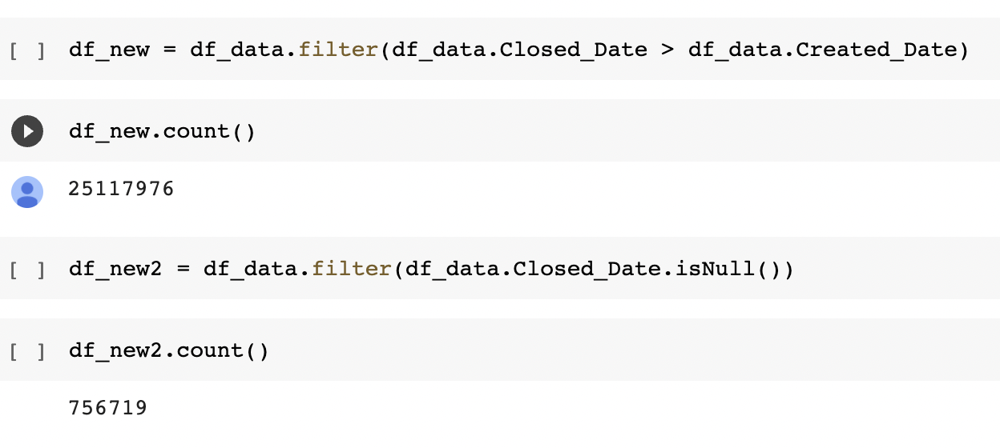 [ ] df_new = df_data.filter(df_data.Closed_Date > df_data.Created_Date)
df_new.count()
25117976
[ ] df_new2 = df_data.filter(df_data.Closed_Date.isNull())
[ ] df_new2.count()
756719